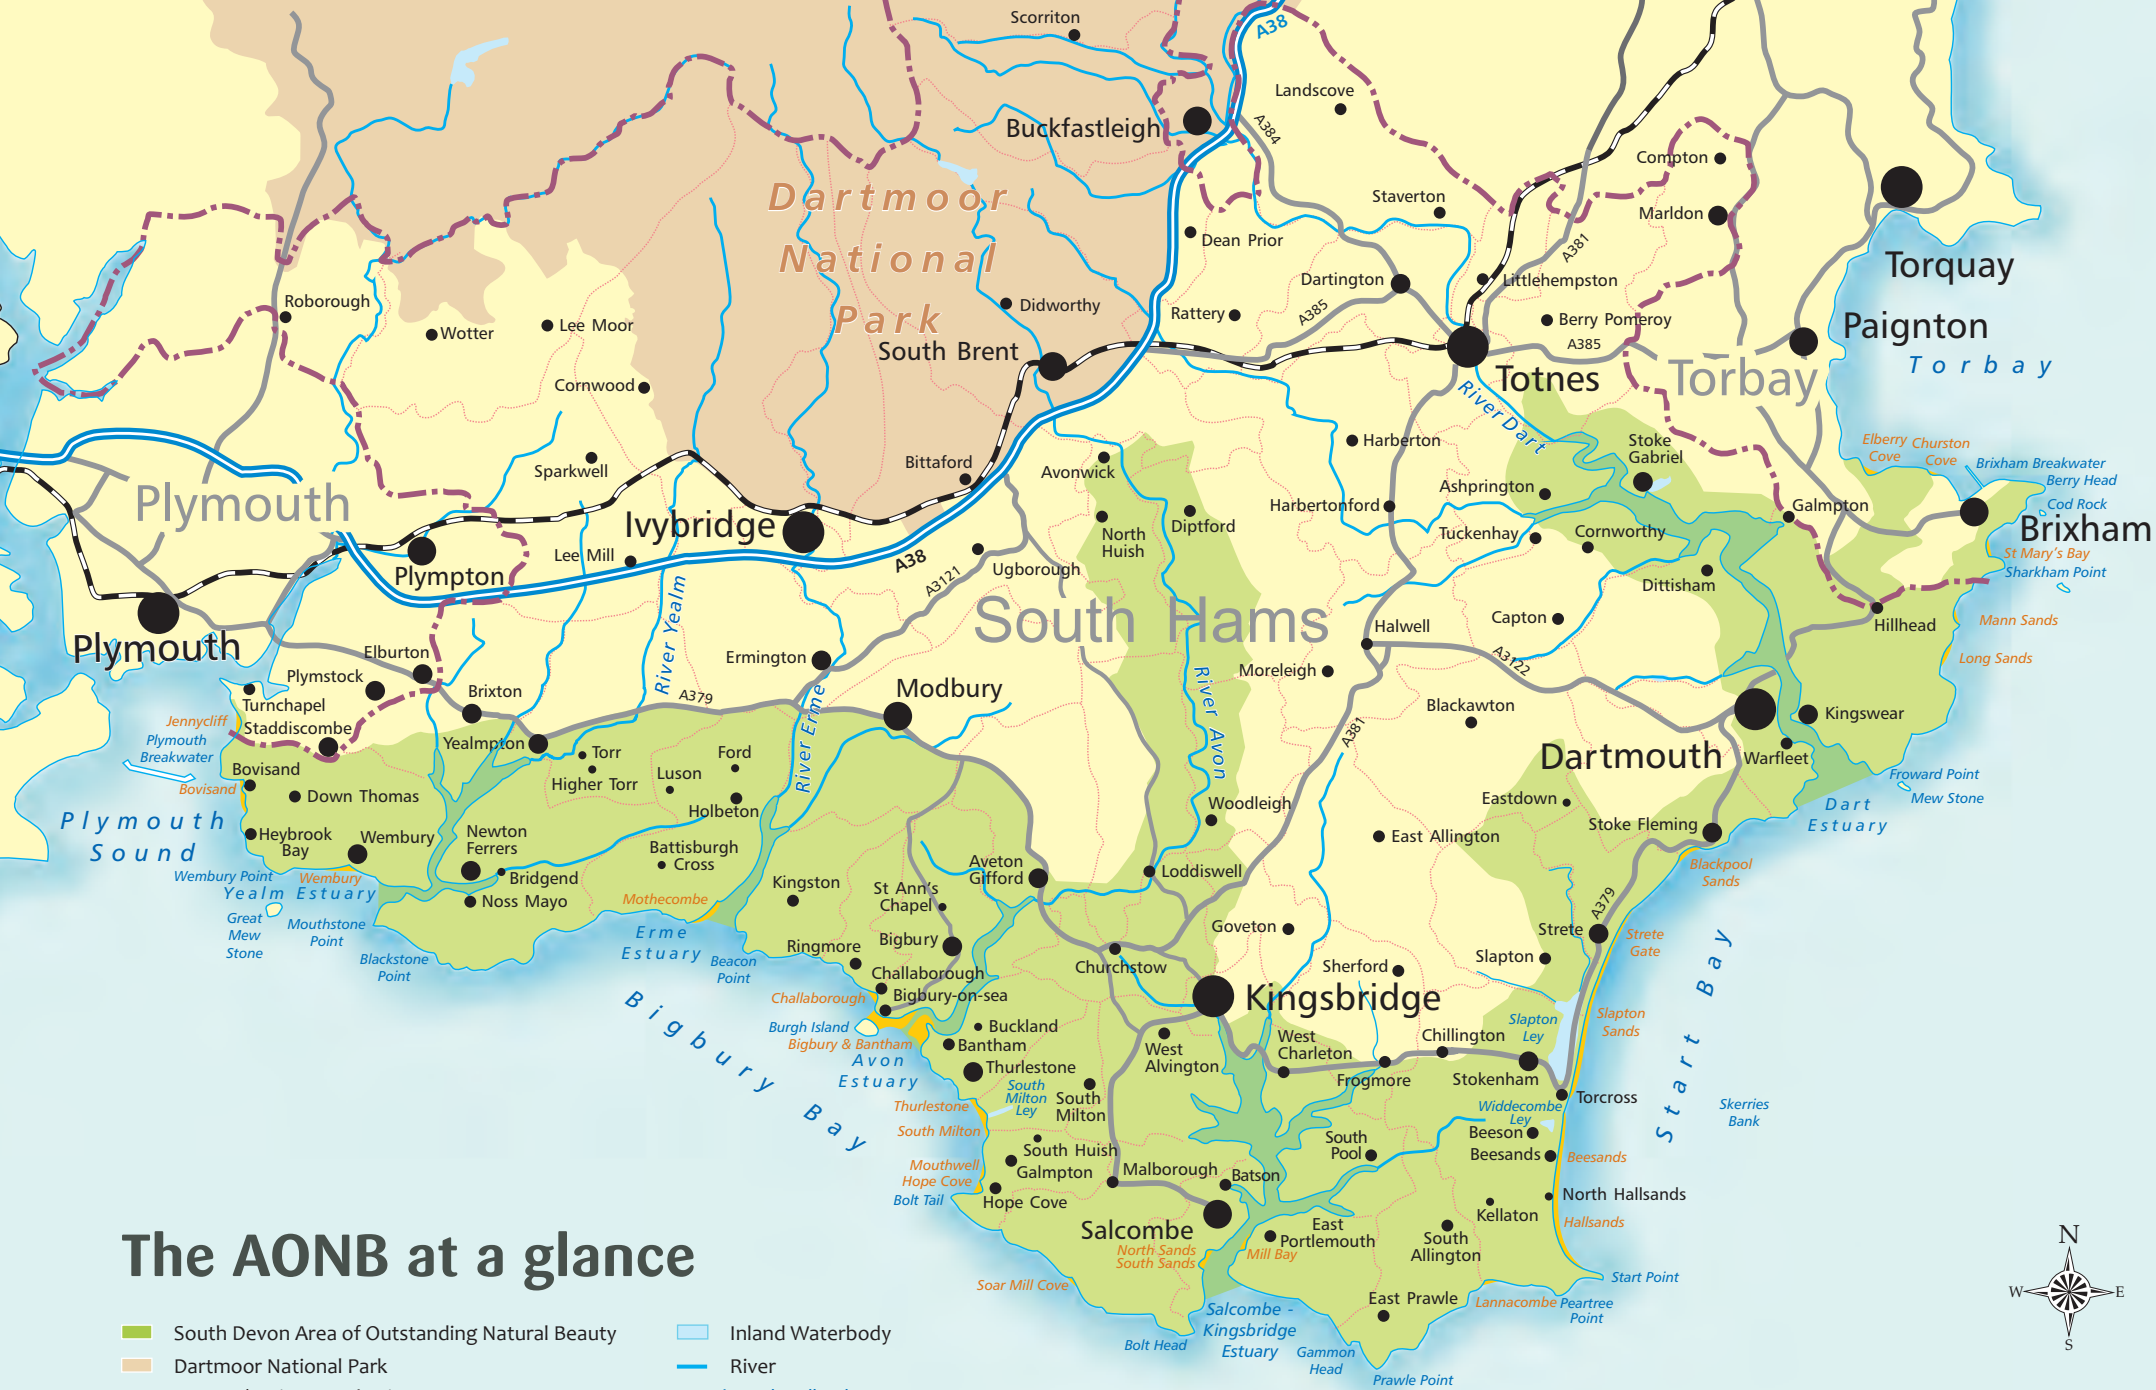 Scorriton
A38
Landscove
Buckfastleigh
A384
Compton
Dartmoor
National
Park
Staverton
Marldon
Dean Prior
A381
Torquay
Dartington
Littlehempston
Roborough
Didworthy
Rattery
A385
Berry Pomeroy
Paignton
Wotter
Lee Moor
South Brent
A385
Torbay
Totnes
Torbay
Cornwood
River Dart
Harberton
Stoke
Gabriel
Elberry
Cove
Churston
Cove
Brixham Breakwater
Berry Head
Sparkwell
Bittaford
Avonwick
Ashprington
Plymouth
Harbertonford
Galmpton
Cod Rock
Ivybridge
North
Huish
Diptford
Tuckenhay
Cornworthy
Brixham
Lee Mill
A38
St Mary's Bay
Plympton
A3121
Ugborough
Dittisham
Sharkham Point
South Hams
Capton
Halwell
Hillhead
Mann Sands
Plymouth
River Yealm
Elburton
Ermington
Moreleigh
A3122
Long Sands
Plymstock
Brixton
A379
Modbury
River Avon
Turnchapel
Blackawton
Kingswear
Jennycliff
Staddiscombe
River Erme
A381
Plymouth
Breakwater
Yealmpton
Torr
Ford
Dartmouth
Warfleet
Bovisand
Higher Torr
Luson
Froward Point
Bovisand
Down Thomas
Holbeton
Woodleigh
Eastdown
Mew Stone
Plymouth
Sound
Heybrook
Bay
Wembury
Newton
Ferrers
East Allington
Stoke Fleming
Dart
Estuary
Battisburgh
Cross
Aveton
Gifford
Loddiswell
Blackpool
Sands
Wembury Point
Wembury
Bridgend
Kingston
St Ann's
Chapel
Yealm Estuary
Noss Mayo
Mothecombe
A379
Great
Mew
Stone
Mouthstone
Point
Erme
Estuary
Ringmore
Bigbury
Goveton
Strete
Strete
Gate
Blackstone
Point
Beacon
Point
Challaborough
Churchstow
Sherford
Slapton
Challaborough
Bigbury-on-sea
Kingsbridge
Start Bay
Bigbury Bay
Burgh Island
Buckland
Slapton
Ley
Slapton
Sands
Bigbury & Bantham
Bantham
West
Alvington
West
Charleton
Chillington
Avon
Estuary
Thurlestone
Frogmore
Stokenham
South
Milton
Ley
South
Milton
Torcross
Thurlestone
Widdecombe
Ley
Skerries
Bank
South Milton
South Huish
South
Pool
Beeson
Mouthwell
Hope Cove
Galmpton
Malborough
Batson
Beesands
Beesands
Bolt Tail
Hope Cove
North Hallsands
Salcombe
East
Portlemouth
South
Allington
Kellaton
Hallsands
North Sands
South Sands
Mill Bay
Soar Mill Cove
Start Point
East Prawle
Lannacombe
Peartree
Point
Salcombe -
Kingsbridge
Estuary
Bolt Head
Gammon
Head
Prawle Point
N
W
E
S
The AONB at a glance
South Devon Area of Outstanding Natural Beauty
Inland Waterbody
Dartmoor National Park
River